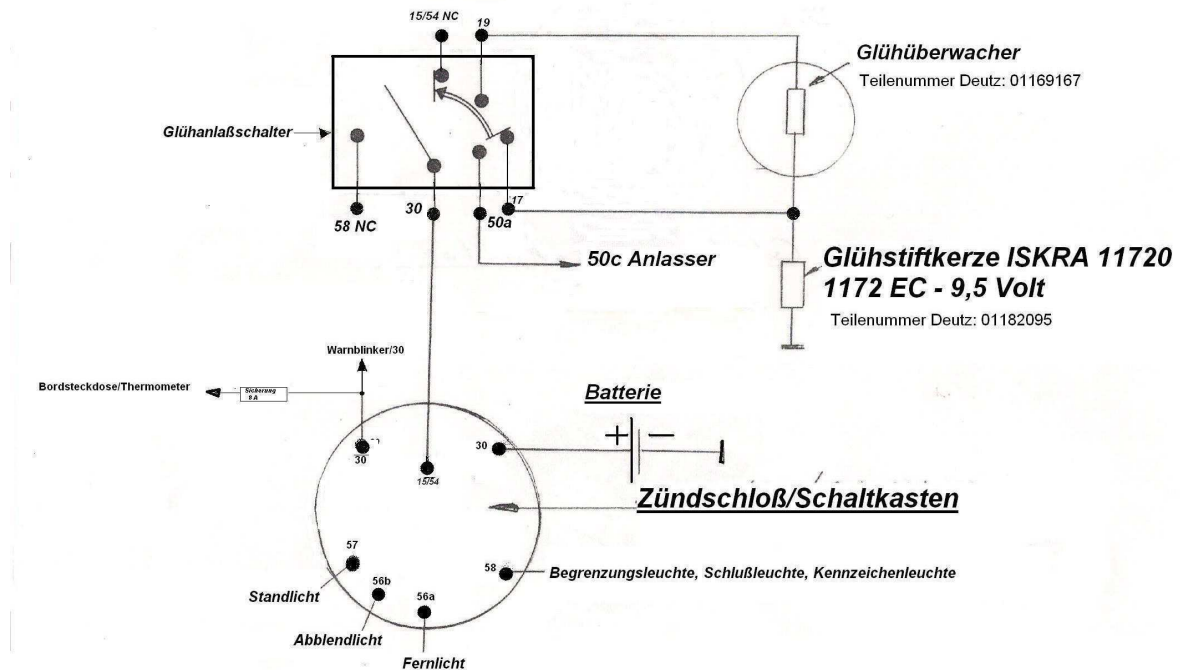 15/54 NC
19
Glühüberwacher
Teilenummer Deutz: 01169167
Glühanlaßschalter
58 NC
30
50a
17
50c Anlasser
Glühstiftkerze ISKRA 11720
1172 EC - 9,5 Volt
Teilenummer Deutz: 01182095
Warnblinker/30
Bordsteckdose/Thermometer
Sicherung
8 A
Batterie
+ −
30
30
15/54
Zündschloß/Schaltkasten
57
58
Begrenzungsleuchte, Schlußleuchte, Kennzeichenleuchte
Standlicht
56b
56a
Abblendlicht
Fernlicht